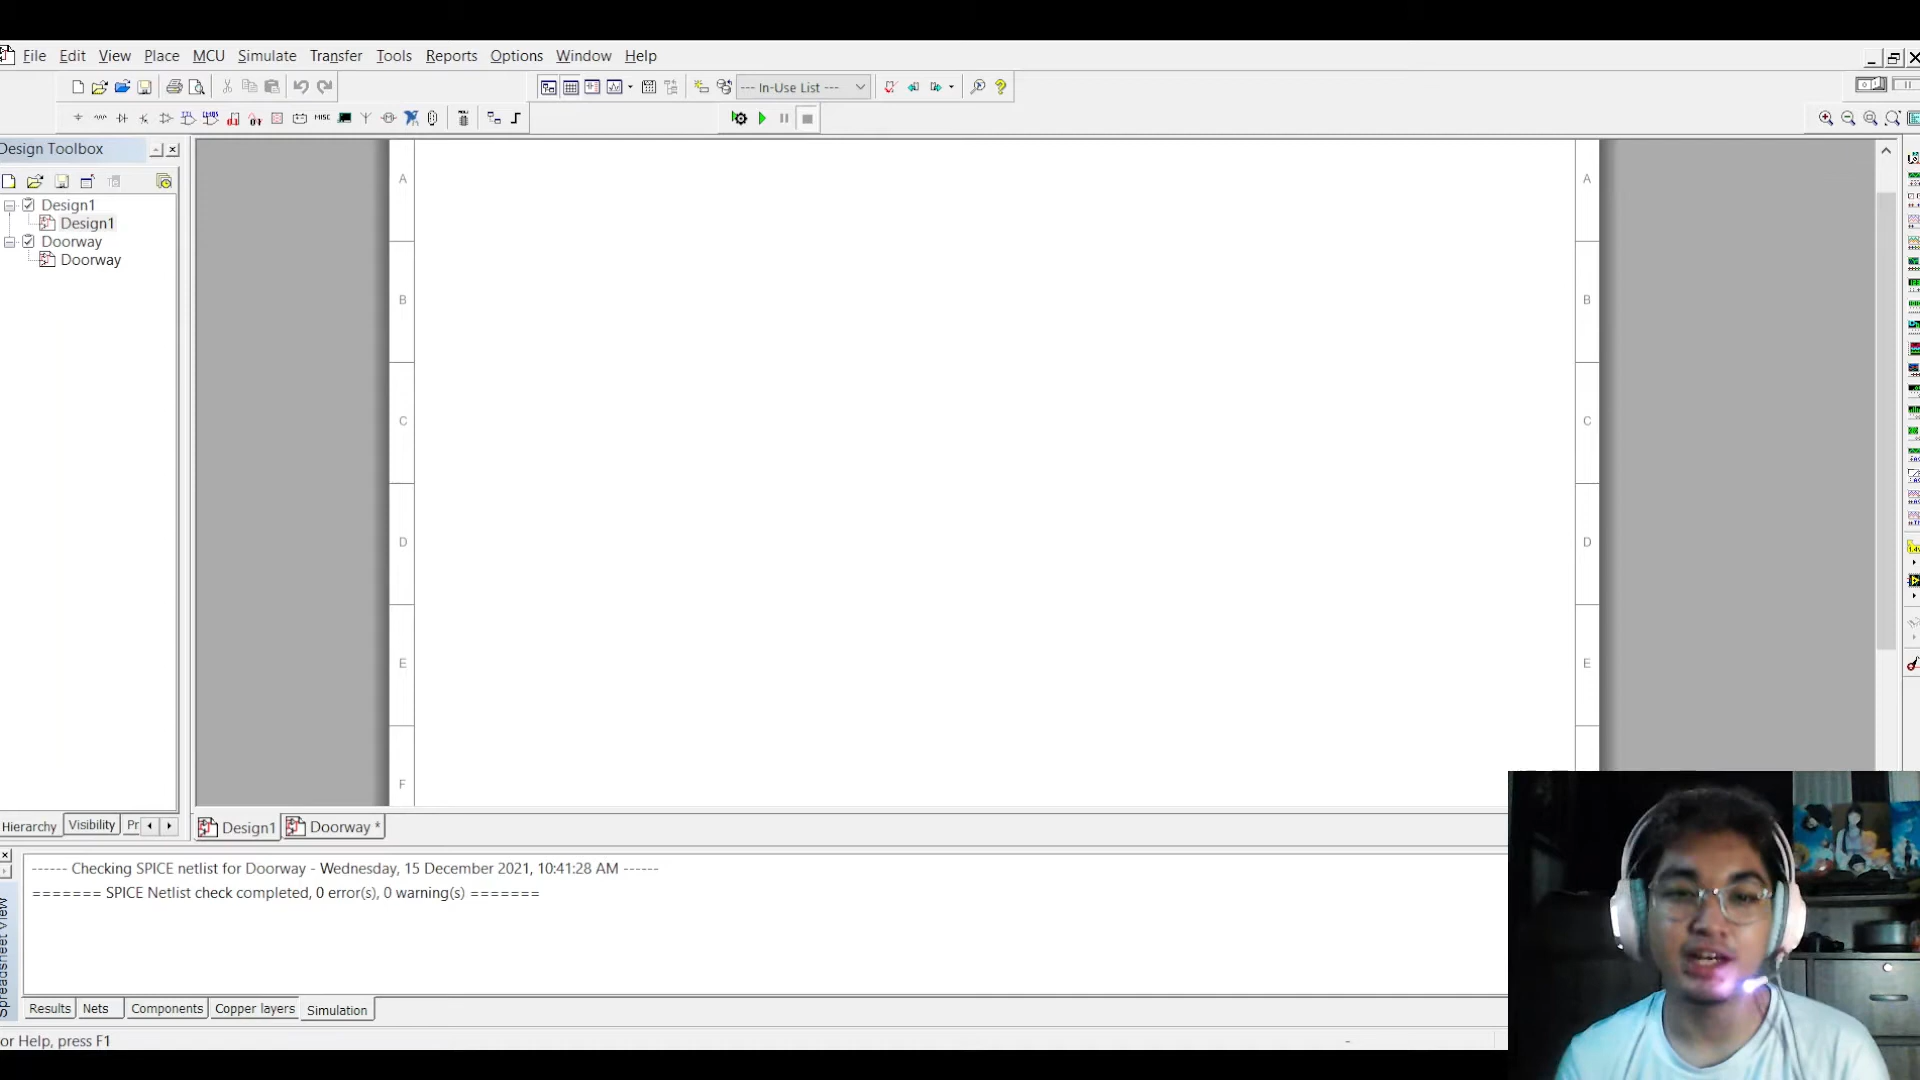 File Edit View Place MCU Simulate Transfer Tools Reports Options Window Help
--- In-Use List ---
MISC
Design Toolbox
Design1
Design1
Doorway
Doorway
A A
B B
C C
D D
E E
F
Hierarchy Visibility Pr
Design1 Doorway *
------ Checking SPICE netlist for Doorway - Wednesday, 15 December 2021, 10:41:28 AM ------
======= SPICE Netlist check completed, 0 error(s), 0 warning(s) =======
Spreadsheet View
Results Nets Components Copper layers Simulation
or Help, press F1
-